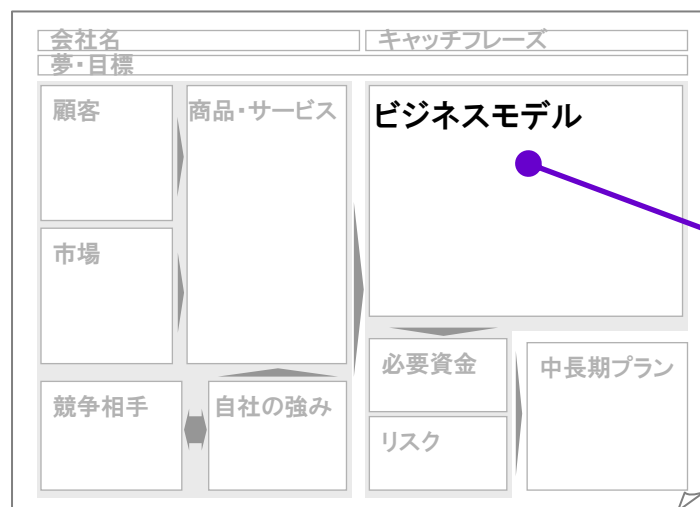 会社名
キャッチフレーズ
夢・目標
顧客
商品・サービス
ビジネスモデル
市場
必要資金
中長期プラン
競争相手
自社の強み
リスク